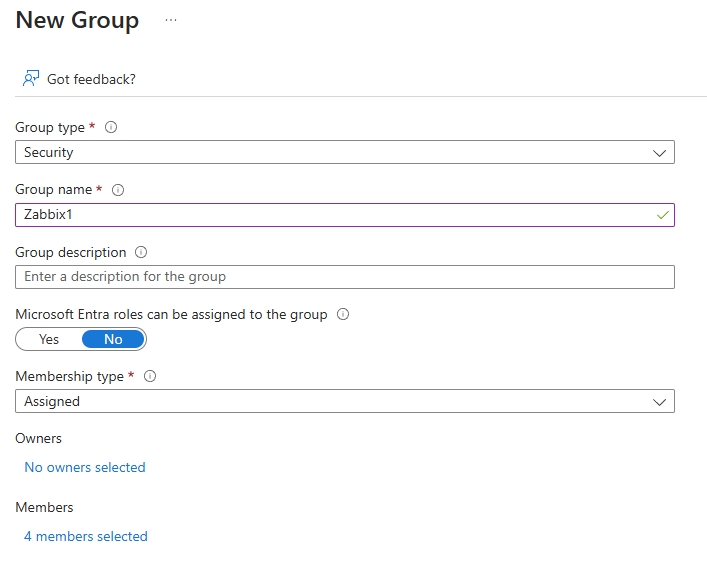 New Group ...
Got feedback?
Group type *
Security
Group name *
Zabbix1
Group description
Enter a description for the group
Microsoft Entra roles can be assigned to the group
Yes No
Membership type *
Assigned
Owners
No owners selected
Members
4 members selected